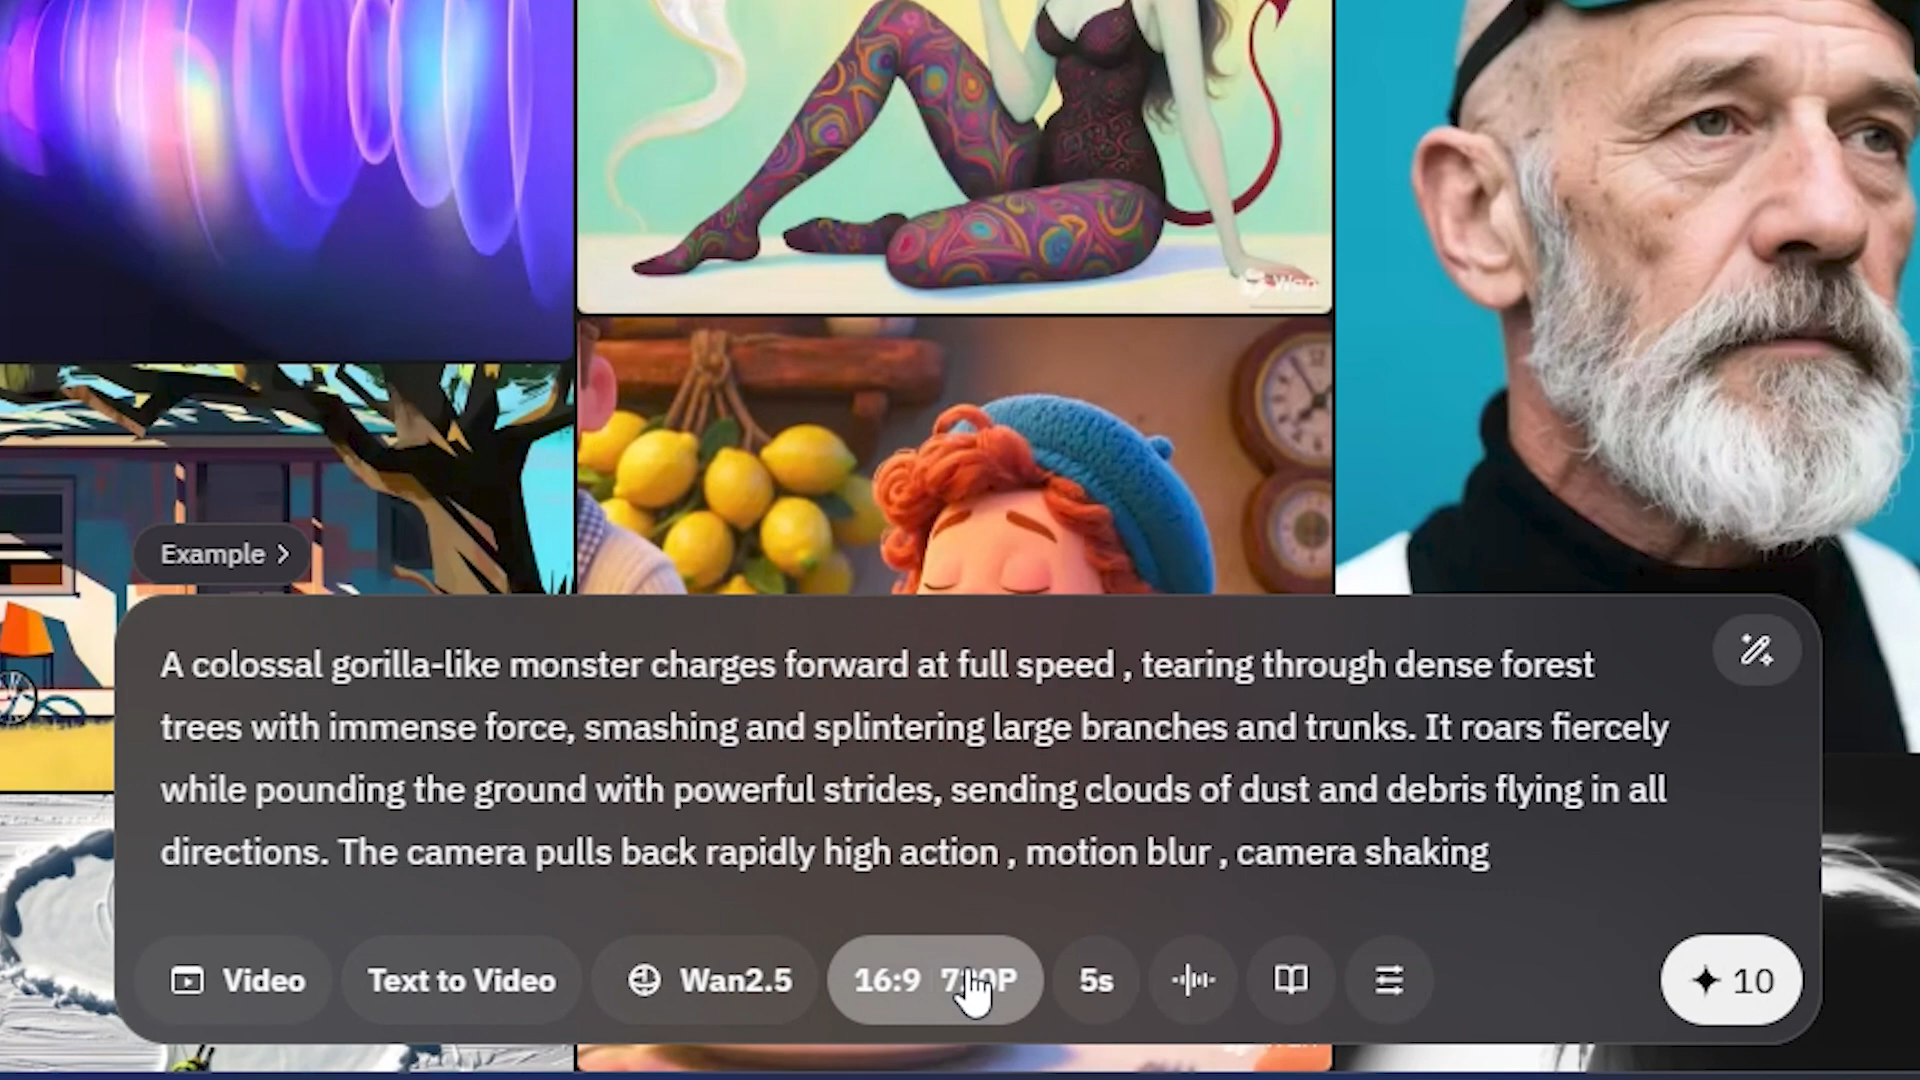 Wan
Example >
A colossal gorilla-like monster charges forward at full speed , tearing through dense forest
trees with immense force, smashing and splintering large branches and trunks. It roars fiercely
while pounding the ground with powerful strides, sending clouds of dust and debris flying in all
directions. The camera pulls back rapidly high action , motion blur , camera shaking
Video
Text to Video
Wan2.5
16:9
5s
10